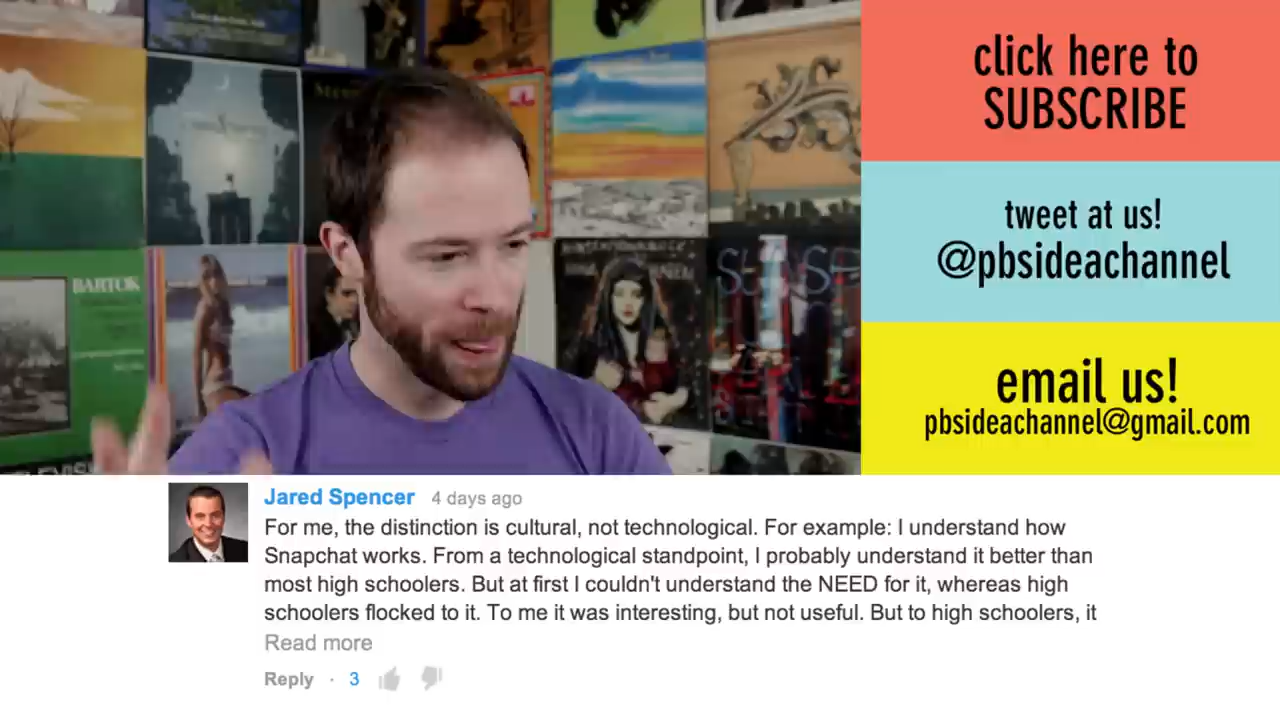 click here to
SUBSCRIBE
tweet at us!
@pbsideachannel
email us!
pbsideachannel@gmail.com
BARTOK
Jared Spencer 4 days ago
For me, the distinction is cultural, not technological. For example: I understand how
Snapchat works. From a technological standpoint, I probably understand it better than
most high schoolers. But at first I couldn't understand the NEED for it, whereas high
schoolers flocked to it. To me it was interesting, but not useful. But to high schoolers, it
Read more
Reply · 3